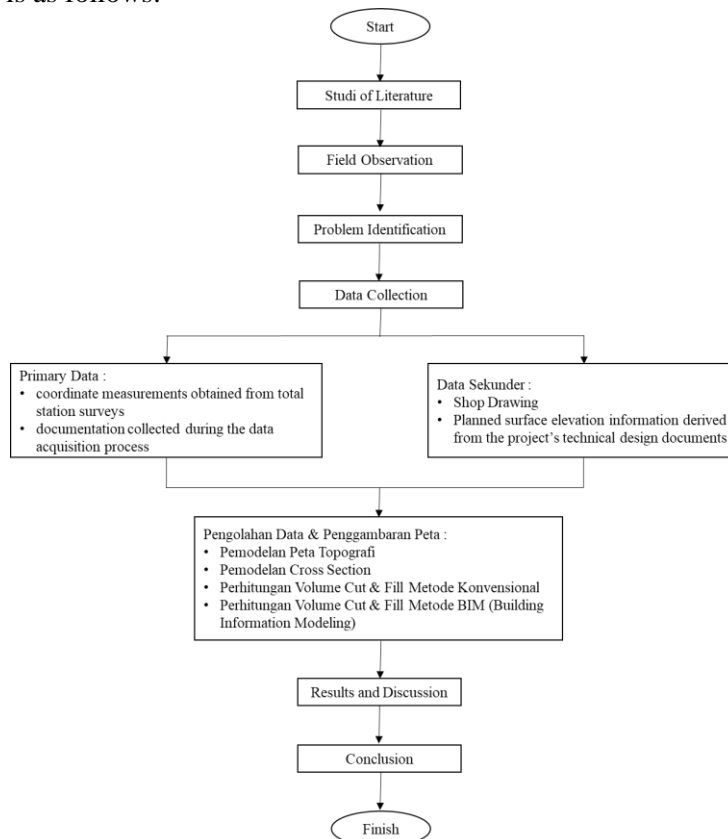 is as follows:
Start
Studi of Literature
Field Observation
Problem Identification
Data Collection
Primary Data :
• coordinate measurements obtained from total
station surveys
• documentation collected during the data
acquisition process
Data Sekunder :
• Shop Drawing
• Planned surface elevation information derived
from the project’s technical design documents
Pengolahan Data & Penggambaran Peta :
• Pemodelan Peta Topografi
• Pemodelan Cross Section
• Perhitungan Volume Cut & Fill Metode Konvensional
• Perhitungan Volume Cut & Fill Metode BIM (Building
Information Modeling)
Results and Discussion
Conclusion
Finish